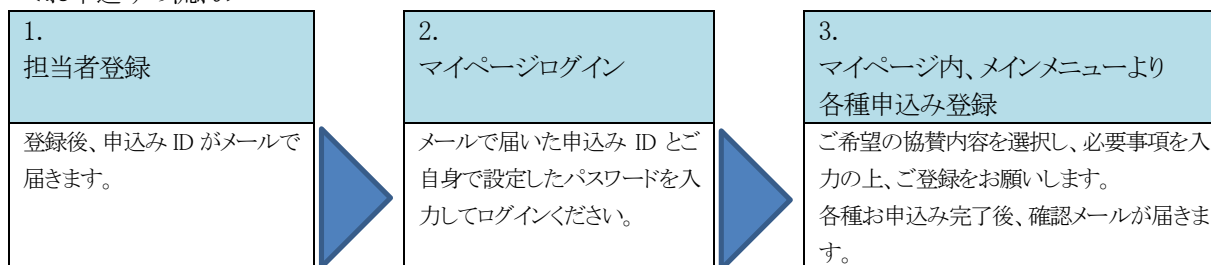 1.
担当者登録
登録後、申込み ID がメールで
届きます。
2.
マイページログイン
メールで届いた申込み ID とご
自身で設定したパスワードを入
力してログインください。
3.
マイページ内、メインメニューより
各種申込み登録
ご希望の協賛内容を選択し、必要事項を入
力の上、ご登録をお願いします。
各種お申込み完了後、確認メールが届きま
す。